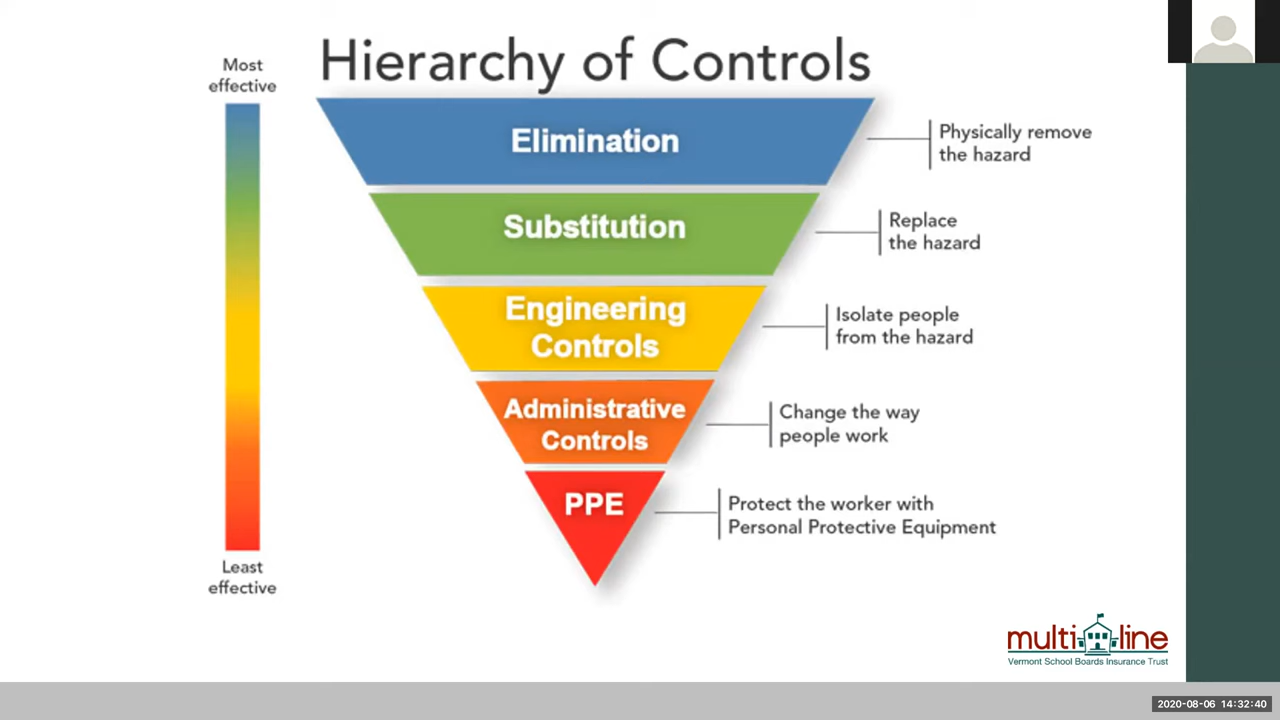 Hierarchy of Controls
Most
effective
Elimination
Physically remove
the hazard
Substitution
Replace
the hazard
Engineering
Controls
Isolate people
from the hazard
Administrative
Controls
Change the way
people work
PPE
Protect the worker with
Personal Protective Equipment
Least
effective
multi line
Vermont School Boards Insurance Trust
2020-08-06 14:32:40